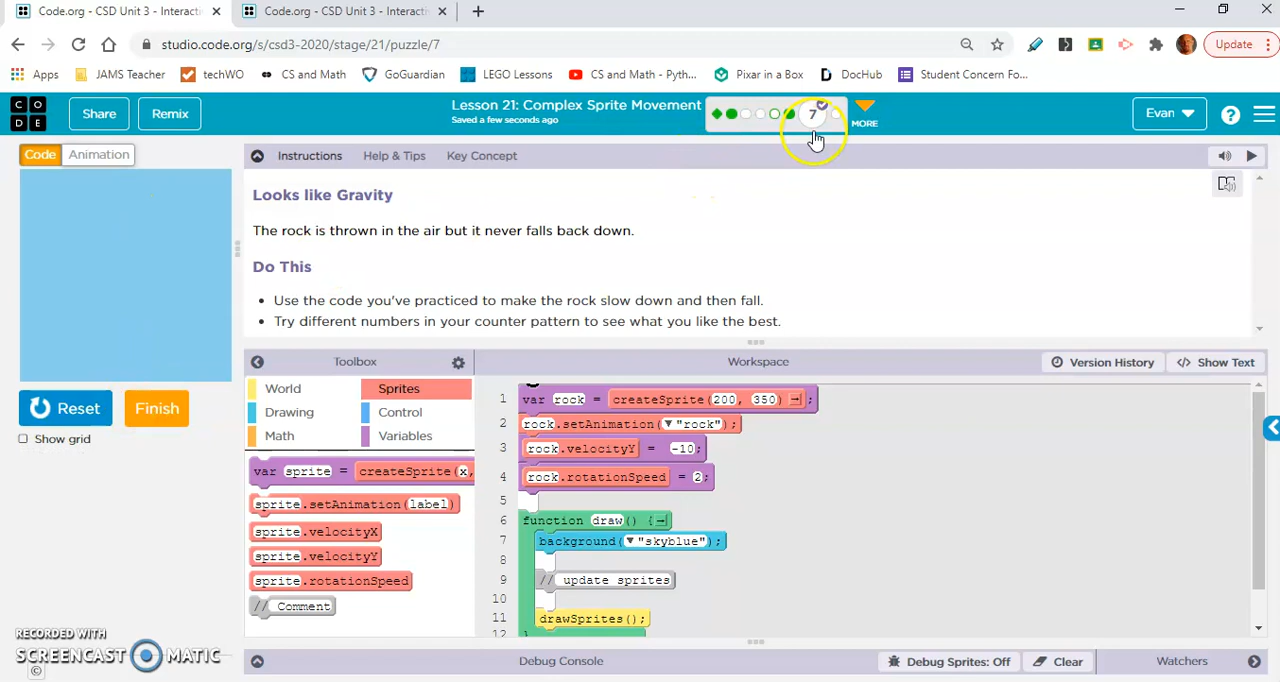 Code.org - CSD Unit 3 - Interacti
Code.org - CSD Unit 3 - Interacti
studio.code.org/s/csd3-2020/stage/21/puzzle/7
Update
Apps JAMS Teacher techWO CS and Math GoGuardian LEGO Lessons CS and Math - Pyth... Pixar in a Box DocHub Student Concern Fo...
C O
D E
Share Remix
Lesson 21: Complex Sprite Movement
Saved a few seconds ago
7
MORE
Evan
?
Code Animation
Instructions Help & Tips Key Concept
Looks like Gravity
The rock is thrown in the air but it never falls back down.
Do This
• Use the code you've practiced to make the rock slow down and then fall.
• Try different numbers in your counter pattern to see what you like the best.
Reset Finish
Show grid
Toolbox
Workspace
Version History
</> Show Text
World Sprites
Drawing Control
Math Variables
var sprite = createSprite(x,
sprite.setAnimation(label)
sprite.velocityX
sprite.velocityY
sprite.rotationSpeed
// Comment
1 var rock = createSprite(200, 350);
2 rock.setAnimation("rock");
3 rock.velocityY = -10;
4 rock.rotationSpeed = 2;
5
6 function draw() {
7 background("skyblue");
8
9 // update sprites
10
11 drawSprites();
12 }
RECORDED WITH
SCREENCAST MATIC
©
Debug Console
Debug Sprites: Off
Clear
Watchers